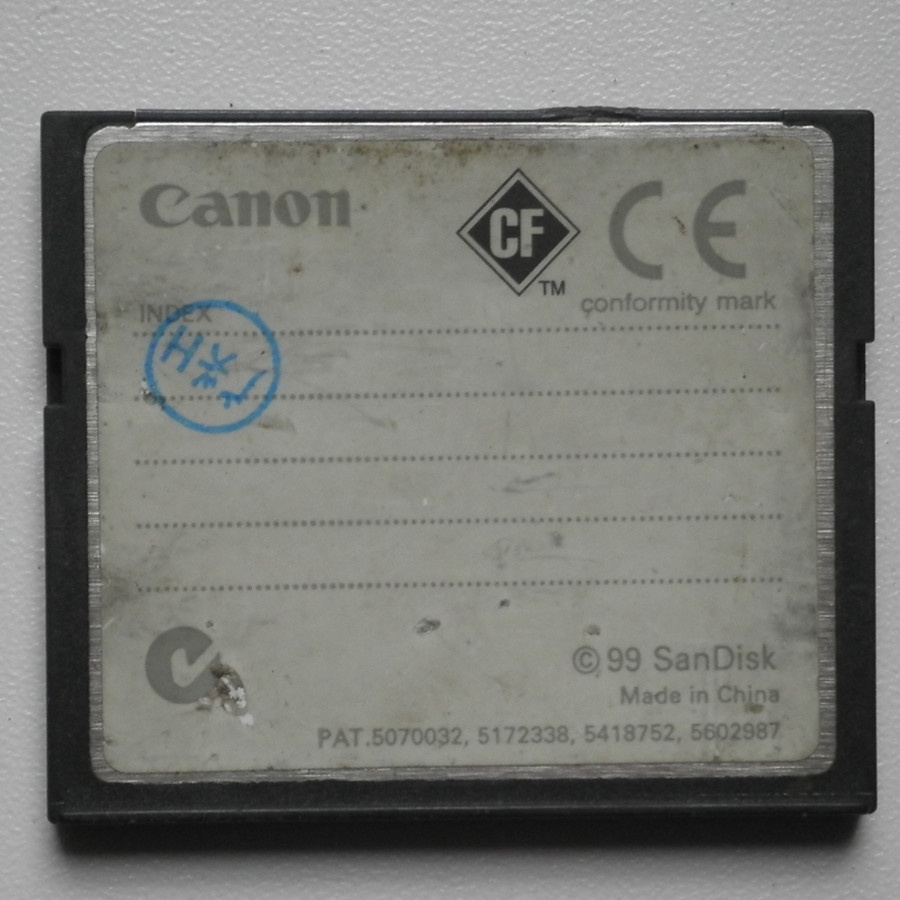 Canon
CF
TM
CE
conformity mark
INDEX
© 99 SanDisk
Made in China
PAT.5070032, 5172338, 5418752, 5602987